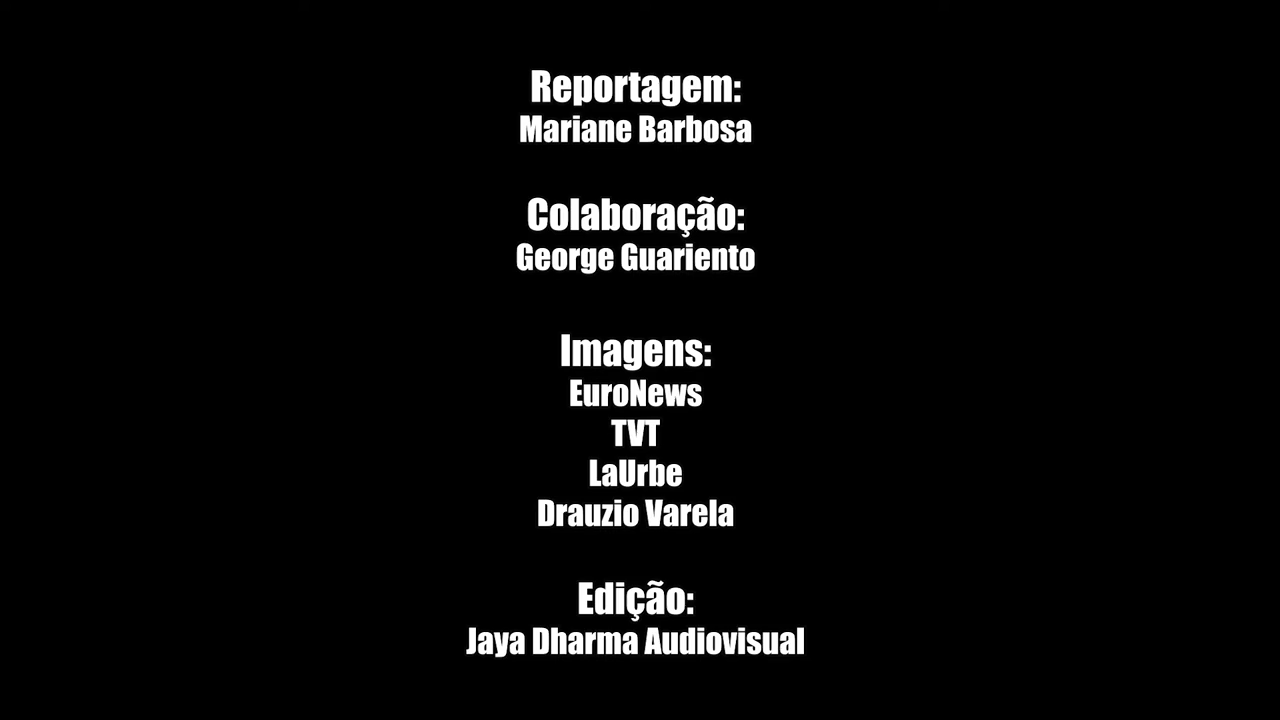 Reportagem:
Mariane Barbosa
Colaboração:
George Guariento
Imagens:
EuroNews
TVT
LaUrbe
Drauzio Varela
Edição:
Jaya Dharma Audiovisual